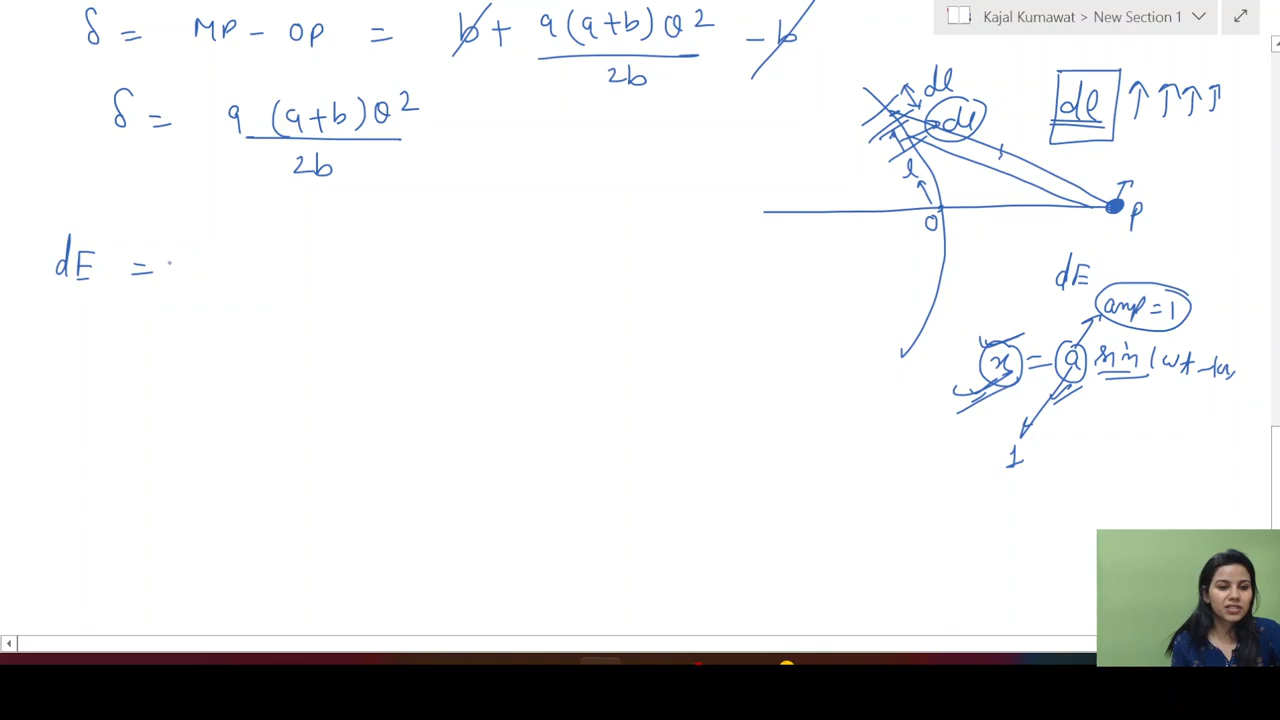 Kajal Kumawat > New Section 1
δ = MP - OP = b + a(a+b)θ² / 2b - b
δ = a (a+b)θ² / 2b
dl
dl
dl ↑ ↑ ↑ ↑
l
O
P
dE =
dE
amp = 1
x = a sin (ωt
1